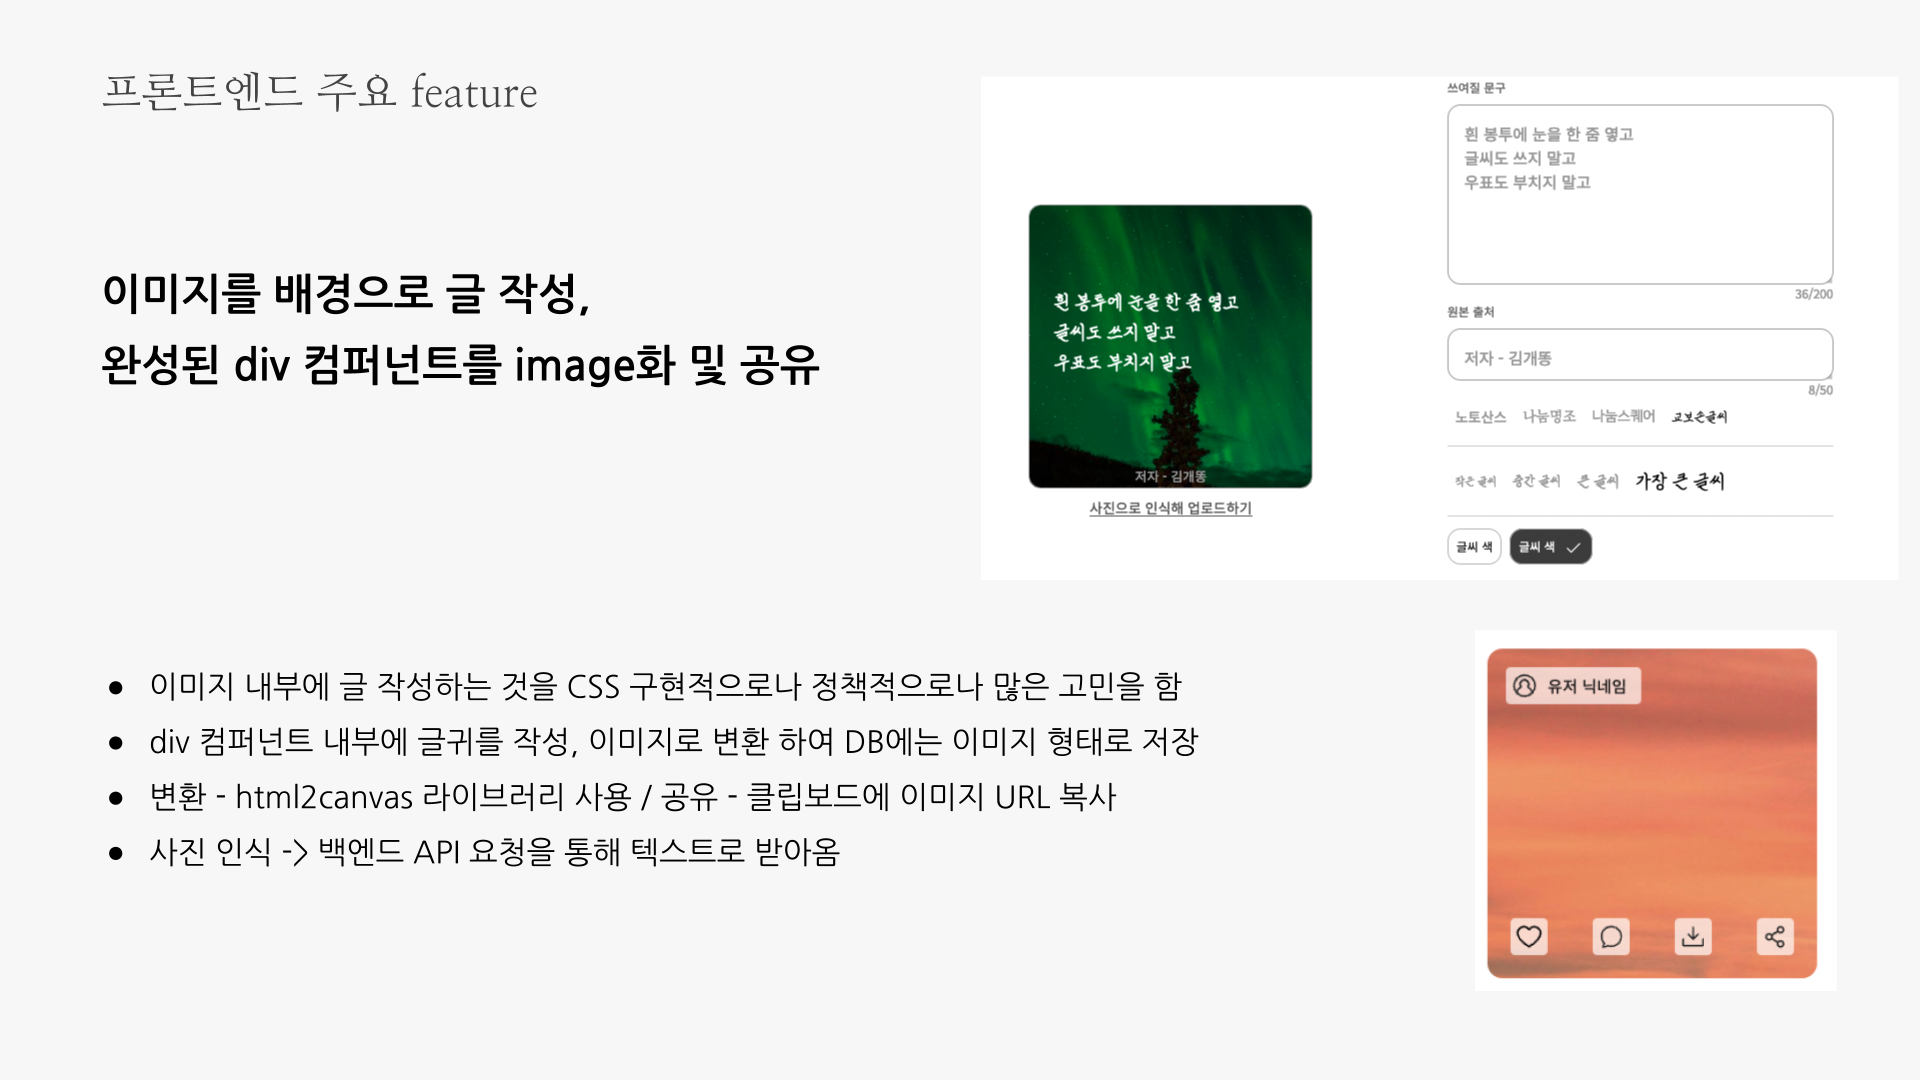 프론트엔드 주요 feature
이미지를 배경으로 글 작성,
완성된 div 컴퍼넌트를 image화 및 공유
흰 봉투에 눈을 한 줌 옇고
글씨도 쓰지 말고
우표도 부치지 말고
저자 - 김개똥
사진으로 인식해 업로드하기
쓰여질 문구
흰 봉투에 눈을 한 줌 옇고
글씨도 쓰지 말고
우표도 부치지 말고
36/200
원본 출처
저자 - 김개똥
8/50
노토산스 나눔명조 나눔스퀘어 교보손글씨
작은 글씨 중간 글씨 큰 글씨 가장 큰 글씨
글씨 색 글씨 색
● 이미지 내부에 글 작성하는 것을 CSS 구현적으로나 정책적으로나 많은 고민을 함
● div 컴퍼넌트 내부에 글귀를 작성, 이미지로 변환 하여 DB에는 이미지 형태로 저장
● 변환 - html2canvas 라이브러리 사용 / 공유 - 클립보드에 이미지 URL 복사
● 사진 인식 -> 백엔드 API 요청을 통해 텍스트로 받아옴
유저 닉네임